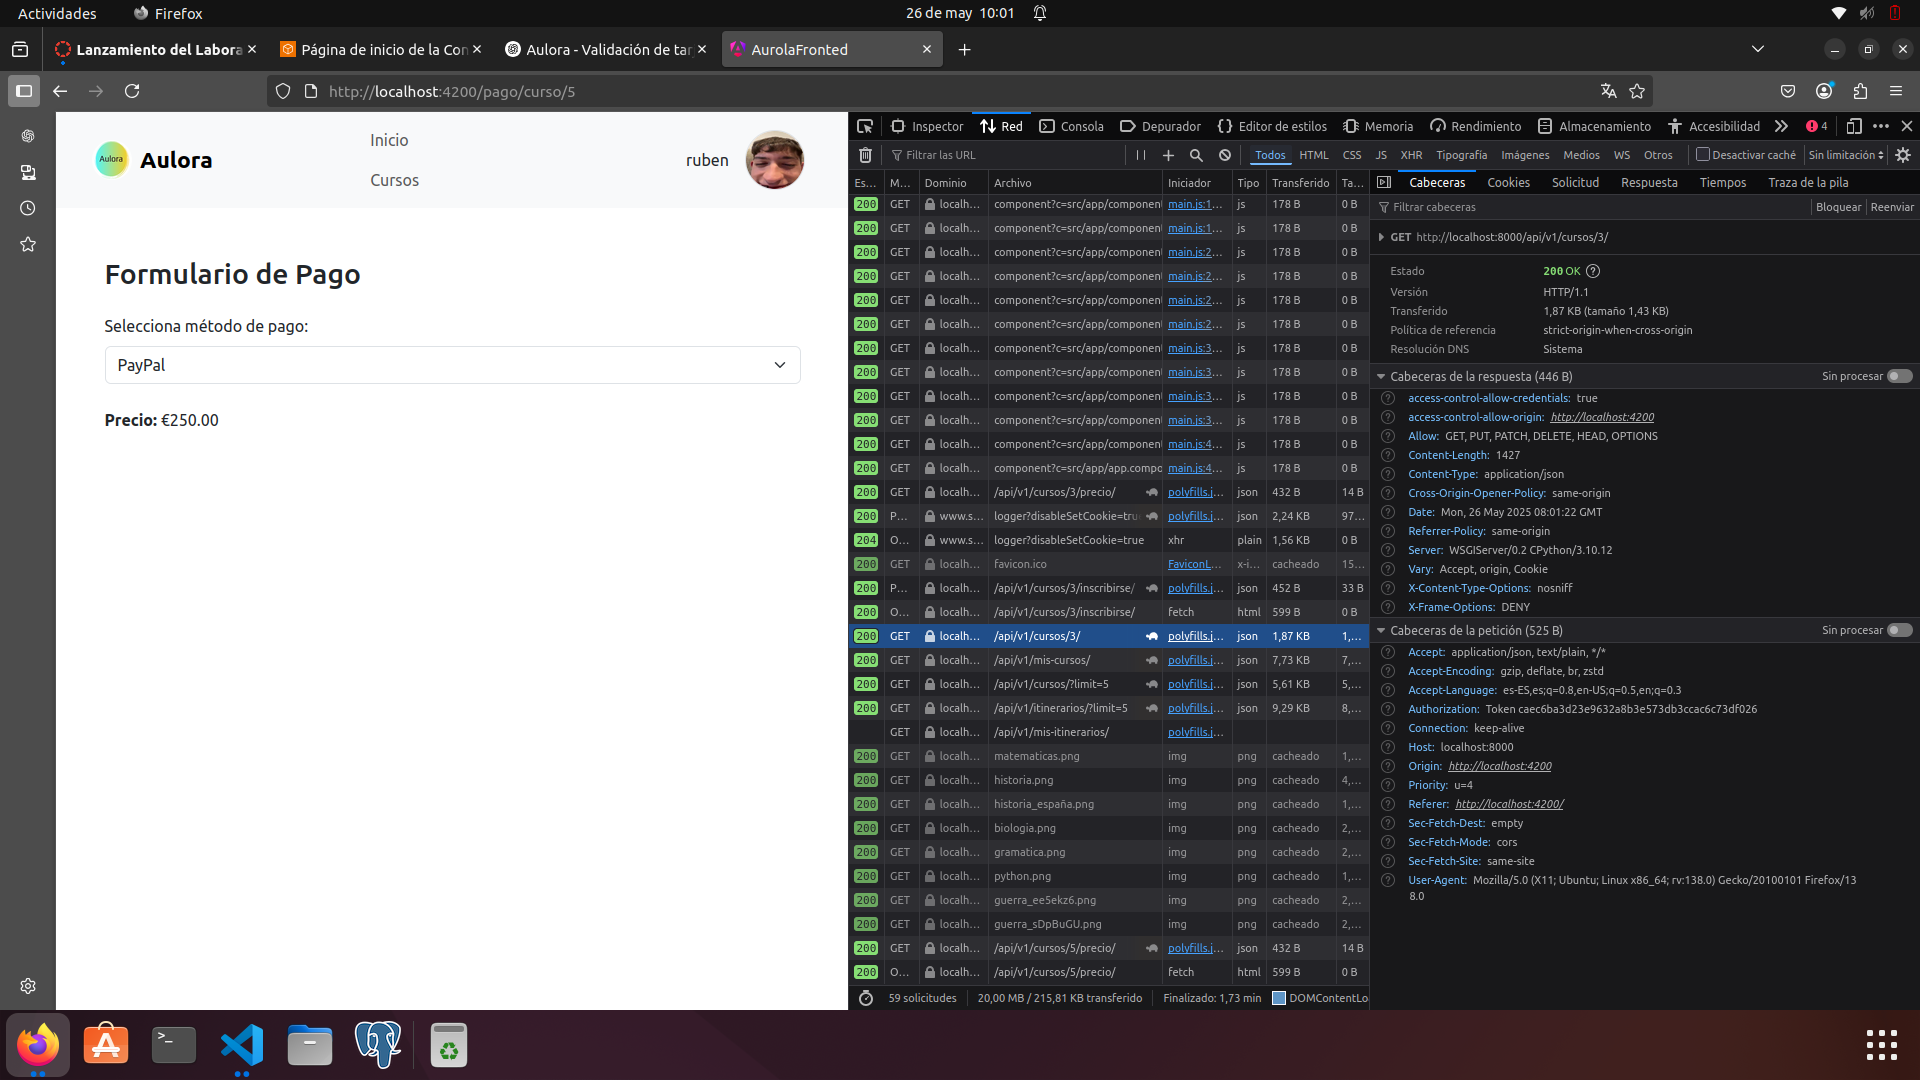 Actividades
Firefox
26 de may 10:01
Lanzamiento del Labora
Página de inicio de la Con
Aulora - Validación de tar
AurolaFronted
http://localhost:4200/pago/curso/5
Aulora
Aulora
Inicio
Cursos
ruben
Formulario de Pago
Selecciona método de pago:
PayPal
Precio: €250.00
Inspector
Red
Consola
Depurador
Editor de estilos
Memoria
Rendimiento
Almacenamiento
Accesibilidad
4
Filtrar las URL
Todos HTML CSS JS XHR Tipografía Imágenes Medios WS Otros
Desactivar caché
Sin limitación
Es... M... Dominio Archivo Iniciador Tipo Transferido Ta...
200 GET localh... component?c=src/app/component main.js:1... js 178 B 0 B
200 GET localh... component?c=src/app/component main.js:1... js 178 B 0 B
200 GET localh... component?c=src/app/component main.js:2... js 178 B 0 B
200 GET localh... component?c=src/app/component main.js:2... js 178 B 0 B
200 GET localh... component?c=src/app/component main.js:2... js 178 B 0 B
200 GET localh... component?c=src/app/component main.js:2... js 178 B 0 B
200 GET localh... component?c=src/app/component main.js:3... js 178 B 0 B
200 GET localh... component?c=src/app/component main.js:3... js 178 B 0 B
200 GET localh... component?c=src/app/component main.js:3... js 178 B 0 B
200 GET localh... component?c=src/app/component main.js:3... js 178 B 0 B
200 GET localh... component?c=src/app/component main.js:4... js 178 B 0 B
200 GET localh... component?c=src/app/app.compo main.js:4... js 178 B 0 B
200 GET localh... /api/v1/cursos/3/precio/ polyfills.j... json 432 B 14 B
200 P... www.s... logger?disableSetCookie=tru polyfills.j... json 2,24 KB 97...
204 O... www.s... logger?disableSetCookie=true xhr plain 1,56 KB 0 B
200 GET localh... favicon.ico FaviconL... x-i... cacheado 15...
200 P... localh... /api/v1/cursos/3/inscribirse/ polyfills.j... json 452 B 33 B
200 O... localh... /api/v1/cursos/3/inscribirse/ fetch html 599 B 0 B
200 GET localh... /api/v1/cursos/3/ polyfills.j... json 1,87 KB 1,...
200 GET localh... /api/v1/mis-cursos/ polyfills.j... json 7,73 KB 7,...
200 GET localh... /api/v1/cursos/?limit=5 polyfills.j... json 5,61 KB 5,...
200 GET localh... /api/v1/itinerarios/?limit=5 polyfills.j... json 9,29 KB 8,...
GET localh... /api/v1/mis-itinerarios/ polyfills.j...
200 GET localh... matematicas.png img png cacheado 1,...
200 GET localh... historia.png img png cacheado 4,...
200 GET localh... historia_españa.png img png cacheado 1,...
200 GET localh... biologia.png img png cacheado 2,...
200 GET localh... gramatica.png img png cacheado 2,...
200 GET localh... python.png img png cacheado 1,...
200 GET localh... guerra_ee5ekz6.png img png cacheado 2,...
200 GET localh... guerra_sDpBuGU.png img png cacheado 2,...
200 GET localh... /api/v1/cursos/5/precio/ polyfills.j... json 432 B 14 B
200 O... localh... /api/v1/cursos/5/precio/ fetch html 599 B 0 B
59 solicitudes
20,00 MB / 215,81 KB transferido
Finalizado: 1,73 min
DOMContentLo
Cabeceras Cookies Solicitud Respuesta Tiempos Traza de la pila
Filtrar cabeceras
Bloquear
Reenviar
GET http://localhost:8000/api/v1/cursos/3/
Estado 200 OK
Versión HTTP/1.1
Transferido 1,87 KB (tamaño 1,43 KB)
Política de referencia strict-origin-when-cross-origin
Resolución DNS Sistema
Cabeceras de la respuesta (446 B)
Sin procesar
access-control-allow-credentials: true
access-control-allow-origin: http://localhost:4200
Allow: GET, PUT, PATCH, DELETE, HEAD, OPTIONS
Content-Length: 1427
Content-Type: application/json
Cross-Origin-Opener-Policy: same-origin
Date: Mon, 26 May 2025 08:01:22 GMT
Referrer-Policy: same-origin
Server: WSGIServer/0.2 CPython/3.10.12
Vary: Accept, origin, Cookie
X-Content-Type-Options: nosniff
X-Frame-Options: DENY
Cabeceras de la petición (525 B)
Sin procesar
Accept: application/json, text/plain, */*
Accept-Encoding: gzip, deflate, br, zstd
Accept-Language: es-ES,es;q=0.8,en-US;q=0.5,en;q=0.3
Authorization: Token caec6ba3d23e9632a8b3e573db3ccac6c73df026
Connection: keep-alive
Host: localhost:8000
Origin: http://localhost:4200
Priority: u=4
Referer: http://localhost:4200/
Sec-Fetch-Dest: empty
Sec-Fetch-Mode: cors
Sec-Fetch-Site: same-site
User-Agent: Mozilla/5.0 (X11; Ubuntu; Linux x86_64; rv:138.0) Gecko/20100101 Firefox/13
8.0